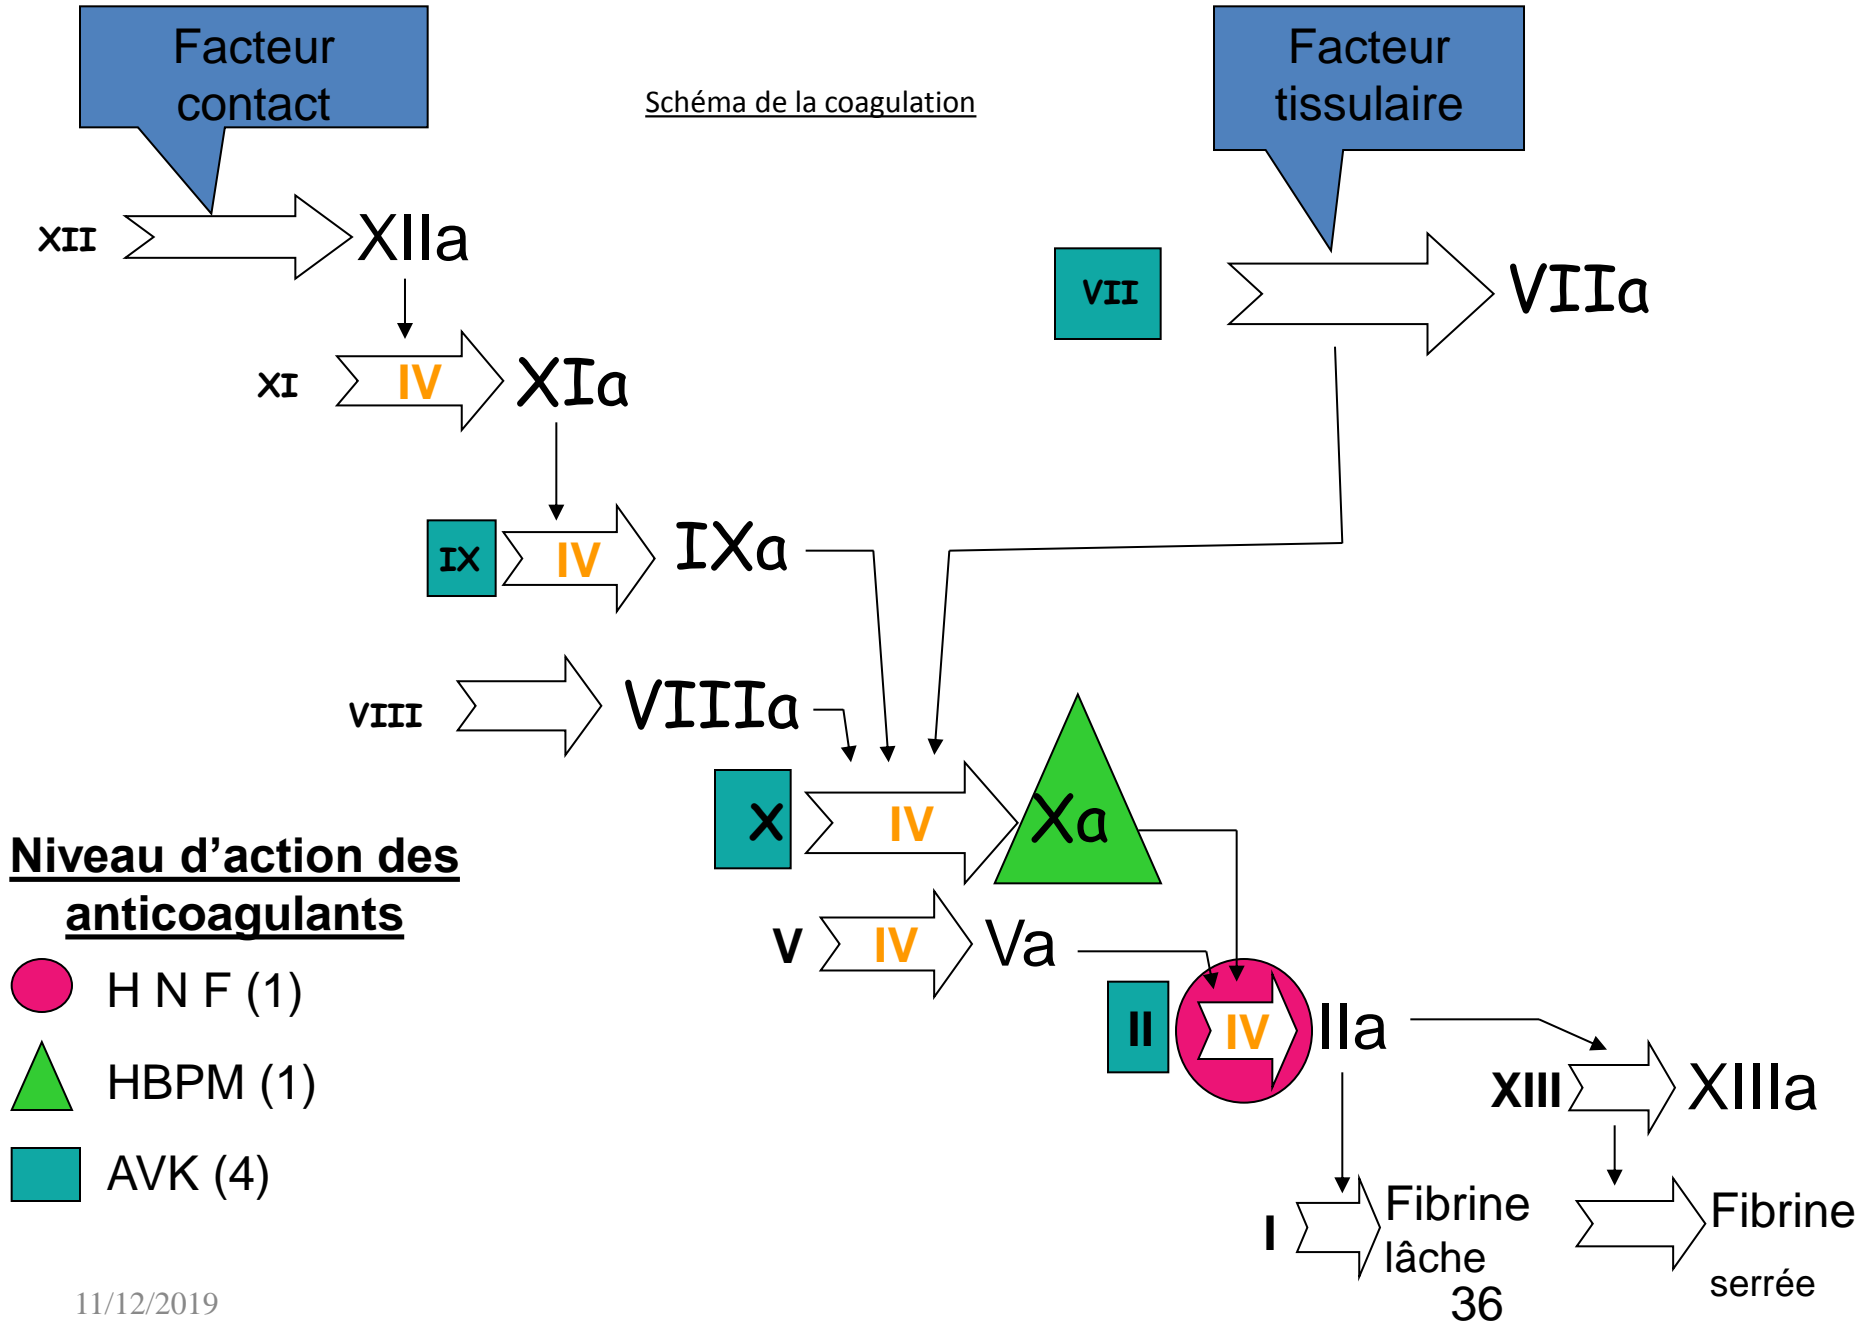 Facteur
contact
Schéma de la coagulation
Facteur
tissulaire
XII
XIIa
VII
VIIa
XI
IV
XIa
IX
IV
IXa
VIII
VIIIa
X
IV
Xa
V
IV
Va
II
IV
IIa
XIII
XIIIa
I
Fibrine
lâche
Fibrine
serrée
Niveau d’action des
anticoagulants
H N F (1)
HBPM (1)
AVK (4)
11/12/2019
36